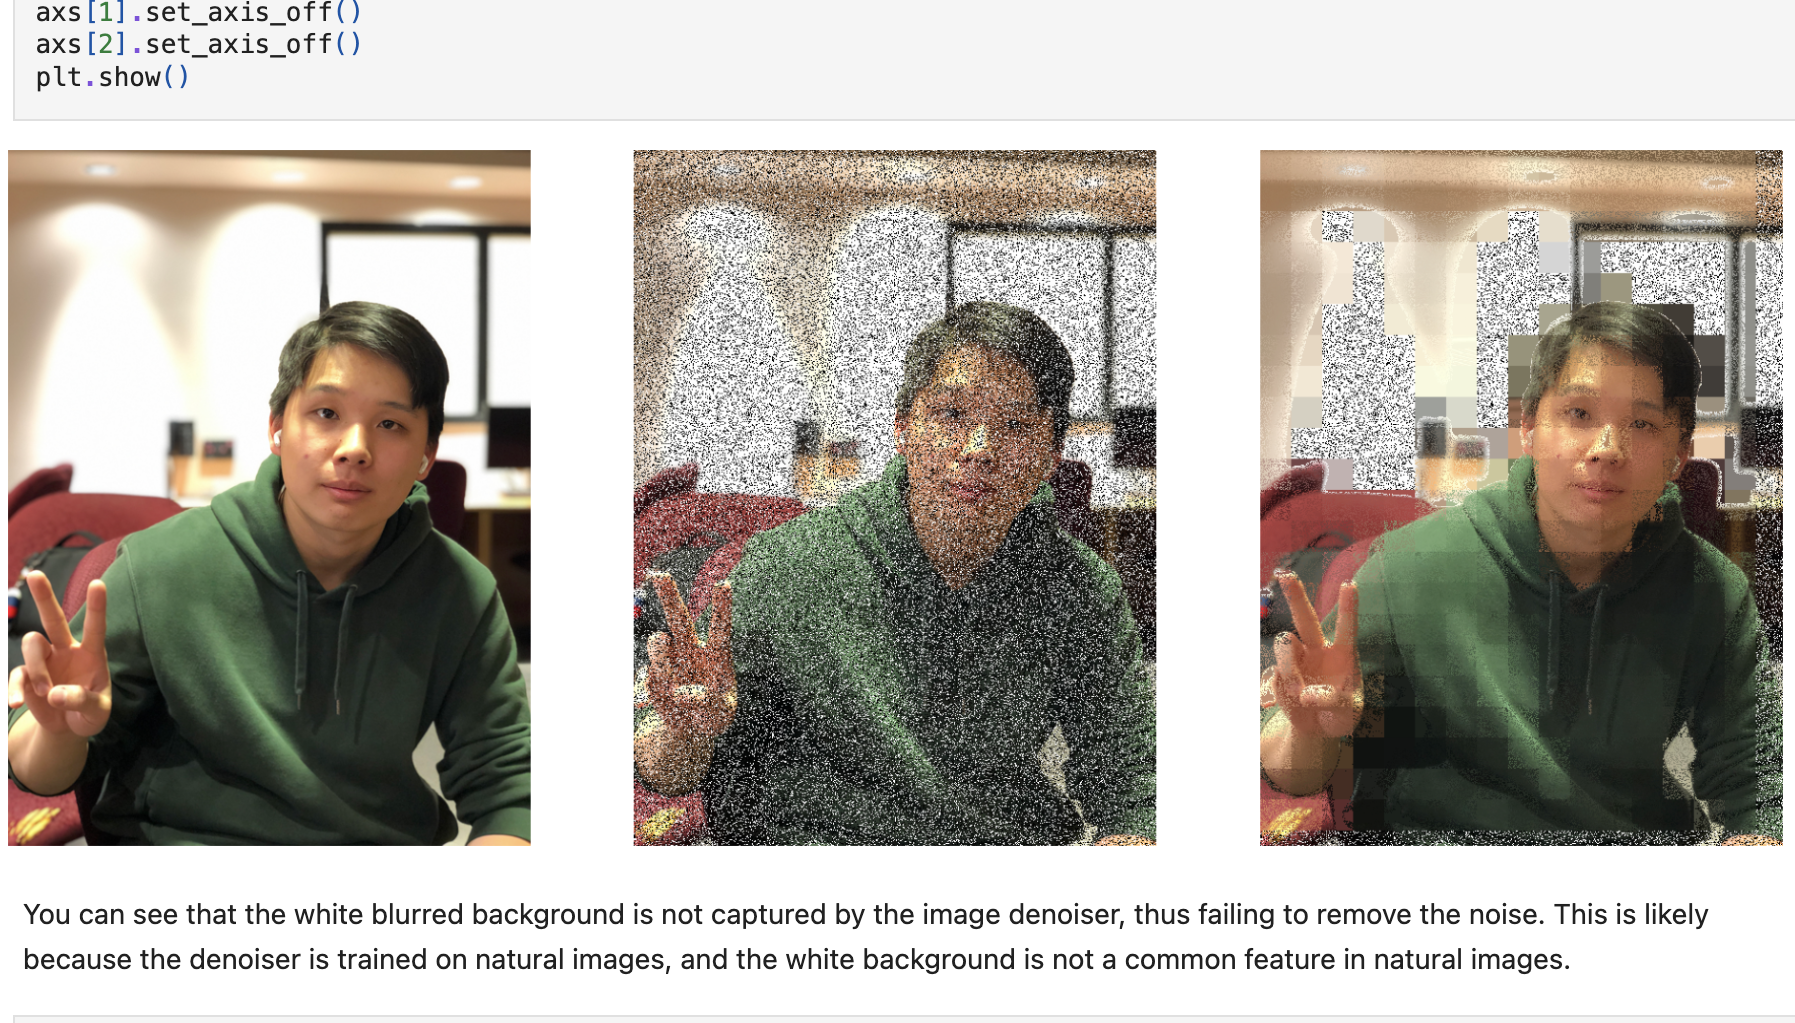 axs[1].set_axis_off()
axs[2].set_axis_off()
plt.show()
You can see that the white blurred background is not captured by the image denoiser, thus failing to remove the noise. This is likely
because the denoiser is trained on natural images, and the white background is not a common feature in natural images.